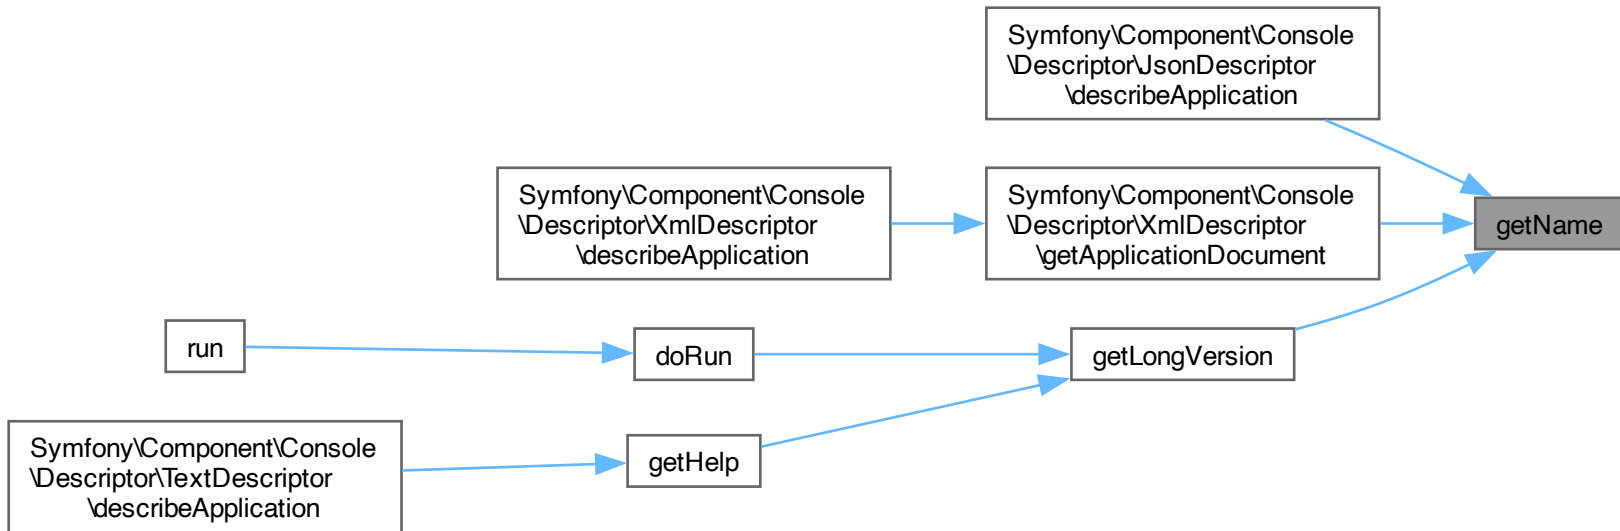 Symfony\Component\Console
\Descriptor\JsonDescriptor
\describeApplication
Symfony\Component\Console
\Descriptor\XmlDescriptor
\describeApplication
Symfony\Component\Console
\Descriptor\XmlDescriptor
\getApplicationDocument
getName
run
doRun
getLongVersion
Symfony\Component\Console
\Descriptor\TextDescriptor
\describeApplication
getHelp